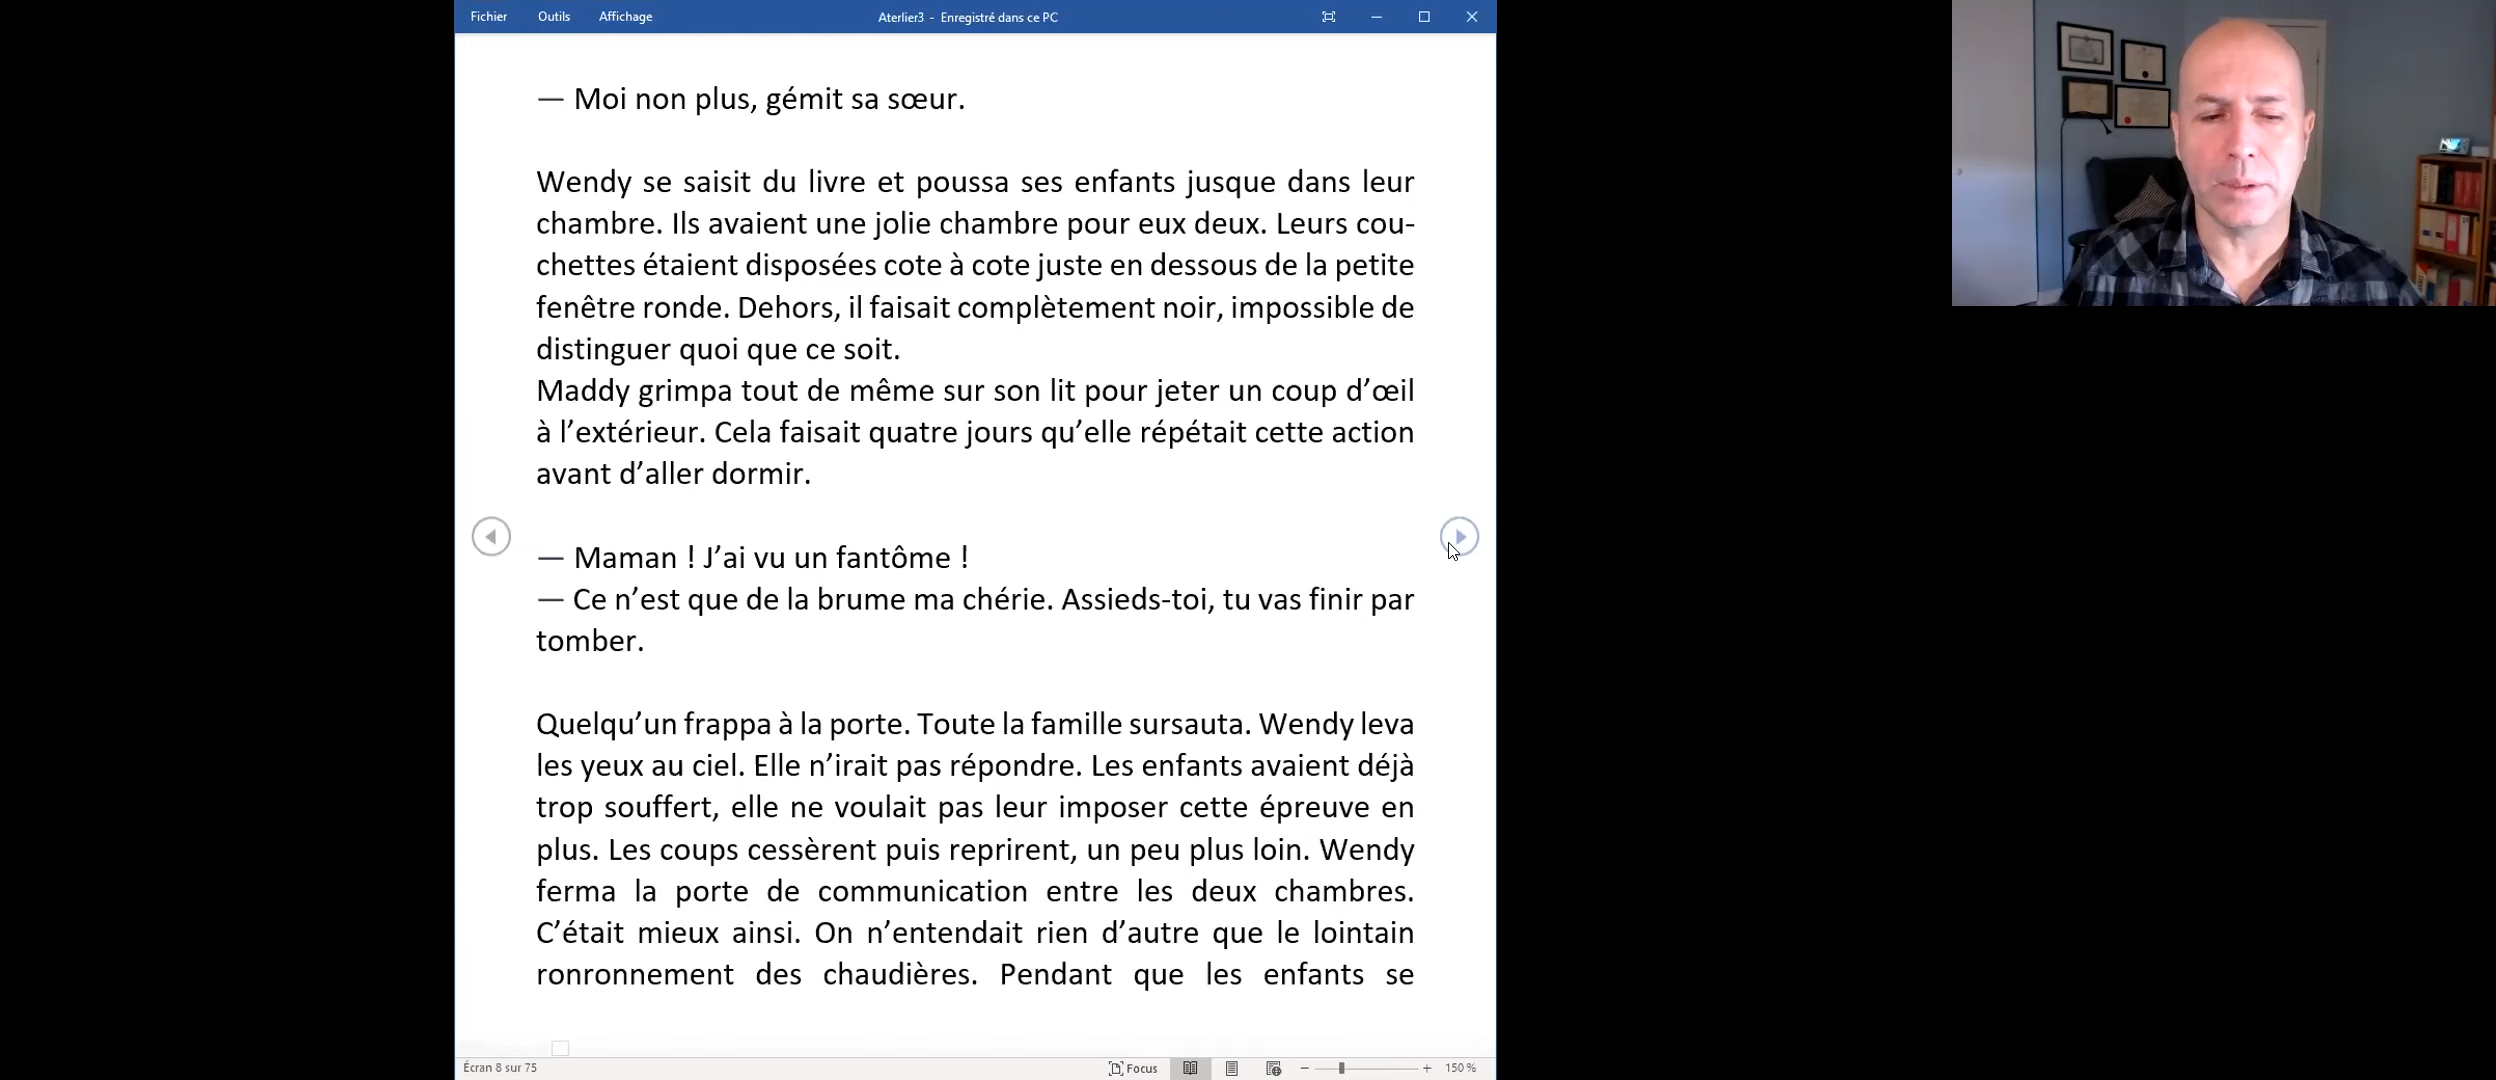 Fichier Outils Affichage Aterlier3 - Enregistré dans ce PC
— Moi non plus, gémit sa sœur.
Wendy se saisit du livre et poussa ses enfants jusque dans leur
chambre. Ils avaient une jolie chambre pour eux deux. Leurs cou-
chettes étaient disposées cote à cote juste en dessous de la petite
fenêtre ronde. Dehors, il faisait complètement noir, impossible de
distinguer quoi que ce soit.
Maddy grimpa tout de même sur son lit pour jeter un coup d’œil
à l’extérieur. Cela faisait quatre jours qu’elle répétait cette action
avant d’aller dormir.
— Maman ! J’ai vu un fantôme !
— Ce n’est que de la brume ma chérie. Assieds-toi, tu vas finir par
tomber.
Quelqu’un frappa à la porte. Toute la famille sursauta. Wendy leva
les yeux au ciel. Elle n’irait pas répondre. Les enfants avaient déjà
trop souffert, elle ne voulait pas leur imposer cette épreuve en
plus. Les coups cessèrent puis reprirent, un peu plus loin. Wendy
ferma la porte de communication entre les deux chambres.
C’était mieux ainsi. On n’entendait rien d’autre que le lointain
ronronnement des chaudières. Pendant que les enfants se
Écran 8 sur 75 Focus 150 %